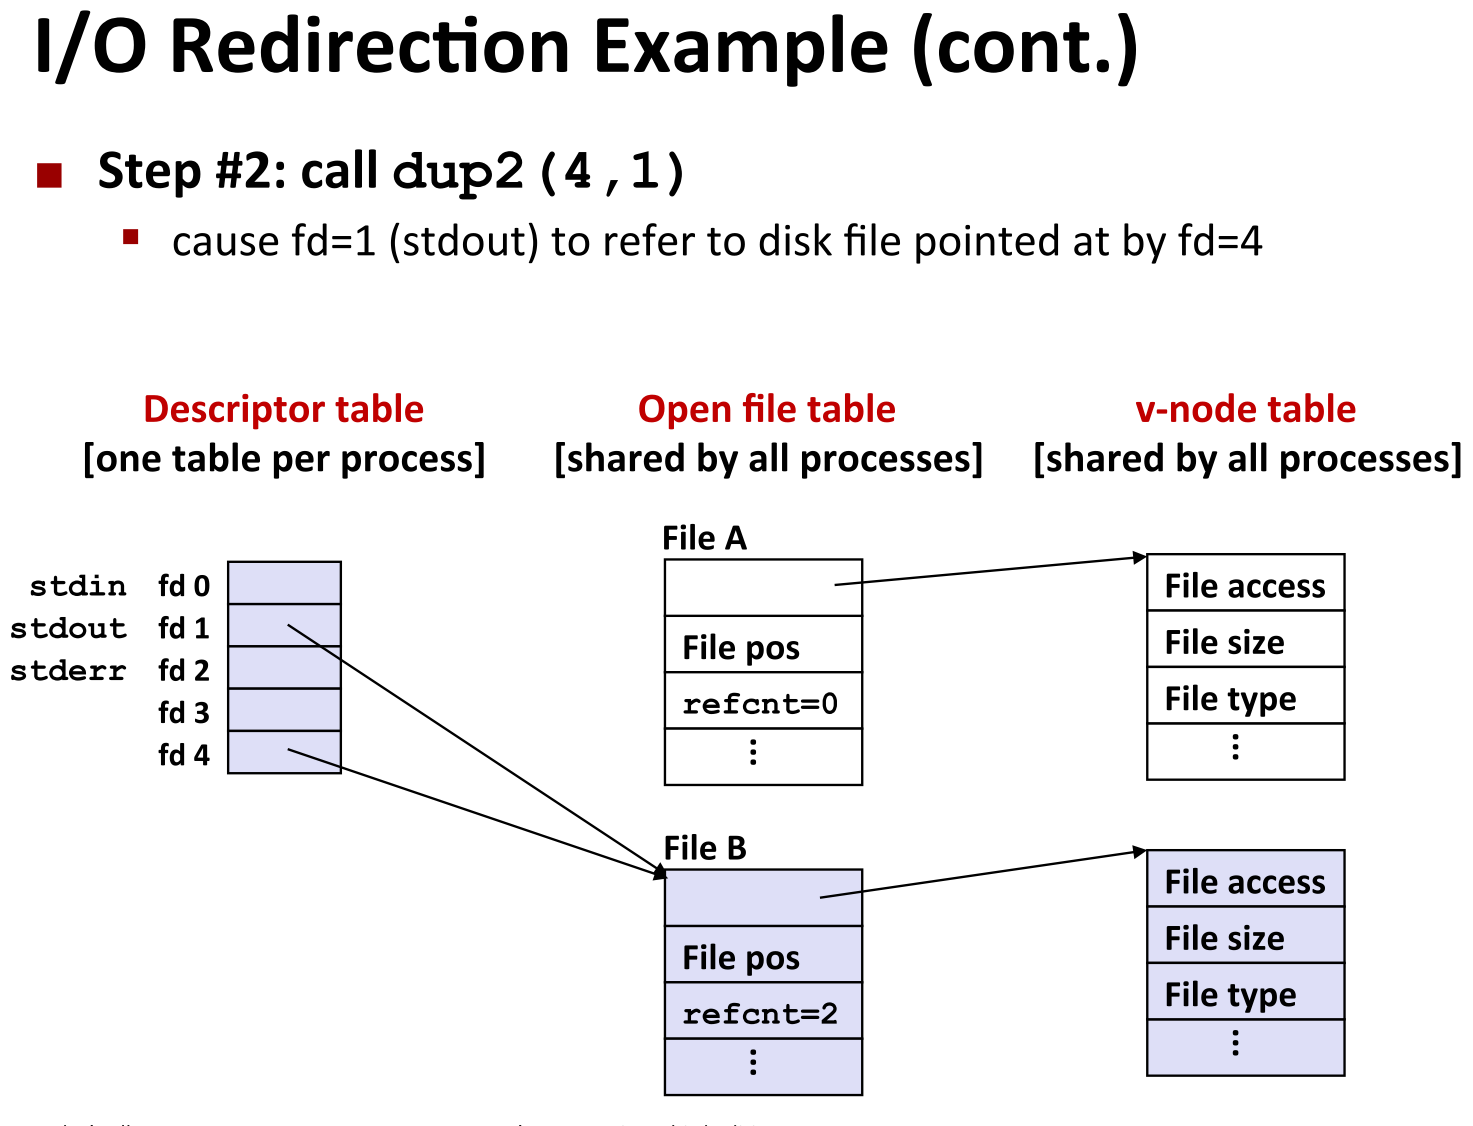 I/O Redirection Example (cont.)
Step #2: call dup2(4,1)
cause fd=1 (stdout) to refer to disk file pointed at by fd=4
Descriptor table
[one table per process]
Open file table
[shared by all processes]
v-node table
[shared by all processes]
stdin fd 0
stdout fd 1
stderr fd 2
fd 3
fd 4
File A
File pos
refcnt=0
⋮
File access
File size
File type
⋮
File B
File pos
refcnt=2
⋮
File access
File size
File type
⋮